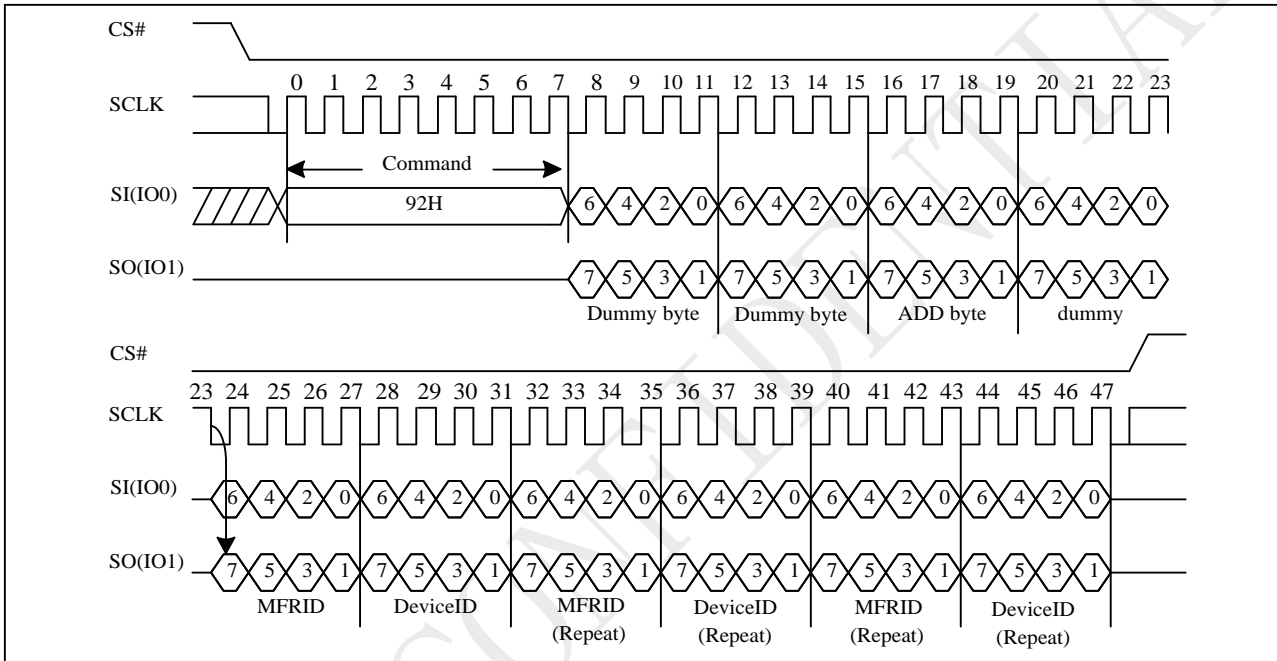 CS#
0 1 2 3 4 5 6 7 8 9 10 11 12 13 14 15 16 17 18 19 20 21 22 23
SCLK
Command
SI(IO0) 92H 6 4 2 0 6 4 2 0 6 4 2 0 6 4 2 0
SO(IO1) 7 5 3 1 7 5 3 1 7 5 3 1 7 5 3 1
Dummy byte Dummy byte ADD byte dummy
CS#
23 24 25 26 27 28 29 30 31 32 33 34 35 36 37 38 39 40 41 42 43 44 45 46 47
SCLK
SI(IO0) 6 4 2 0 6 4 2 0 6 4 2 0 6 4 2 0 6 4 2 0 6 4 2 0
SO(IO1) 7 5 3 1 7 5 3 1 7 5 3 1 7 5 3 1 7 5 3 1 7 5 3 1
MFRID DeviceID MFRID DeviceID MFRID DeviceID
(Repeat) (Repeat) (Repeat) (Repeat)
CONFIDENTIA